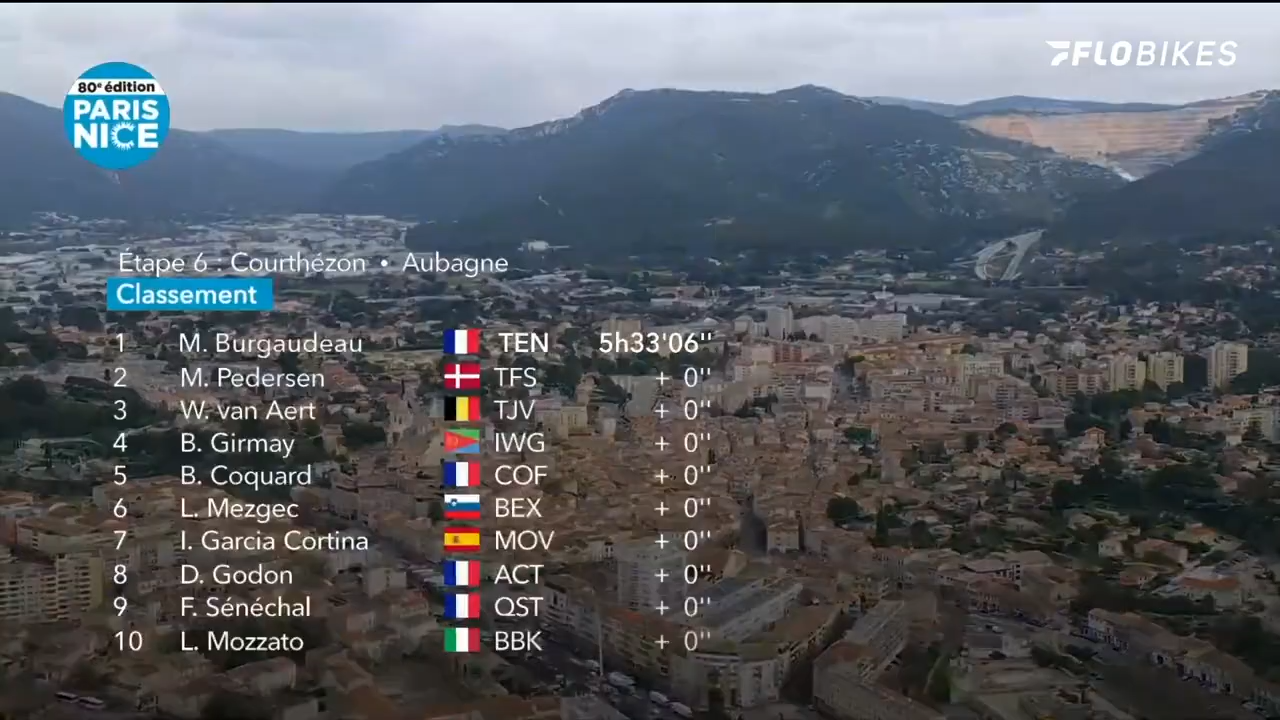 FLOBIKES
80e édition
PARIS
NICE
Étape 6 : Courthézon • Aubagne
Classement
1 M. Burgaudeau TEN 5h33'06''
2 M. Pedersen TFS + 0''
3 W. van Aert TJV + 0''
4 B. Girmay IWG + 0''
5 B. Coquard COF + 0''
6 L. Mezgec BEX + 0''
7 I. Garcia Cortina MOV + 0''
8 D. Godon ACT + 0''
9 F. Sénéchal QST + 0''
10 L. Mozzato BBK + 0''